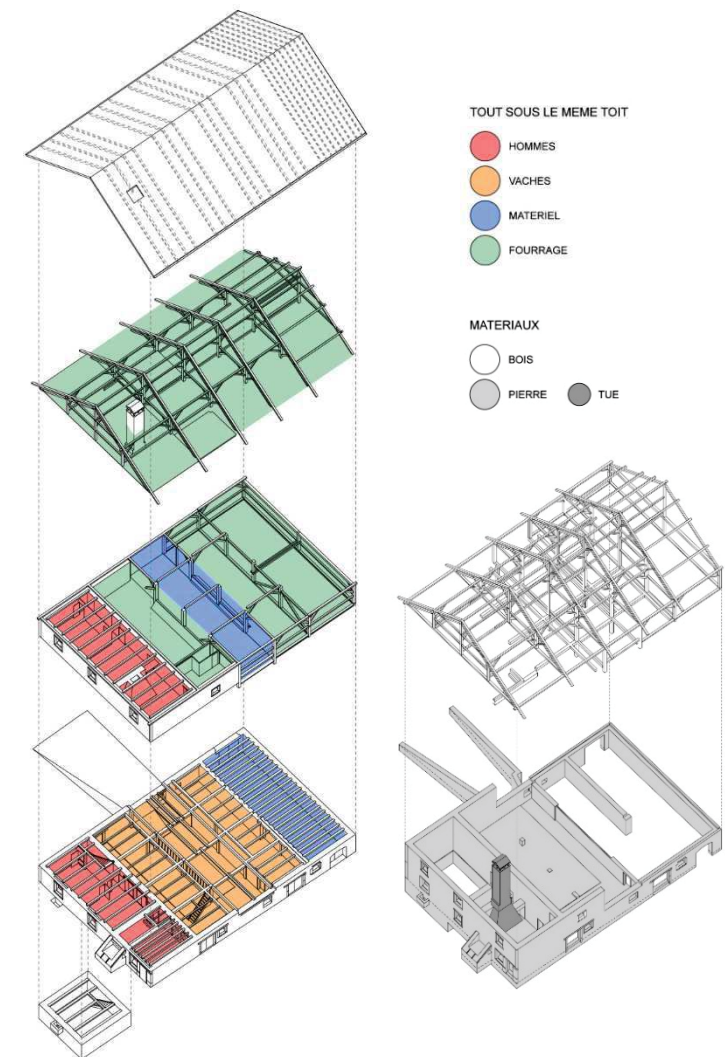 TOUT SOUS LE MEME TOIT
HOMMES
VACHES
MATERIEL
FOURRAGE
MATERIAUX
BOIS
PIERRE TUE